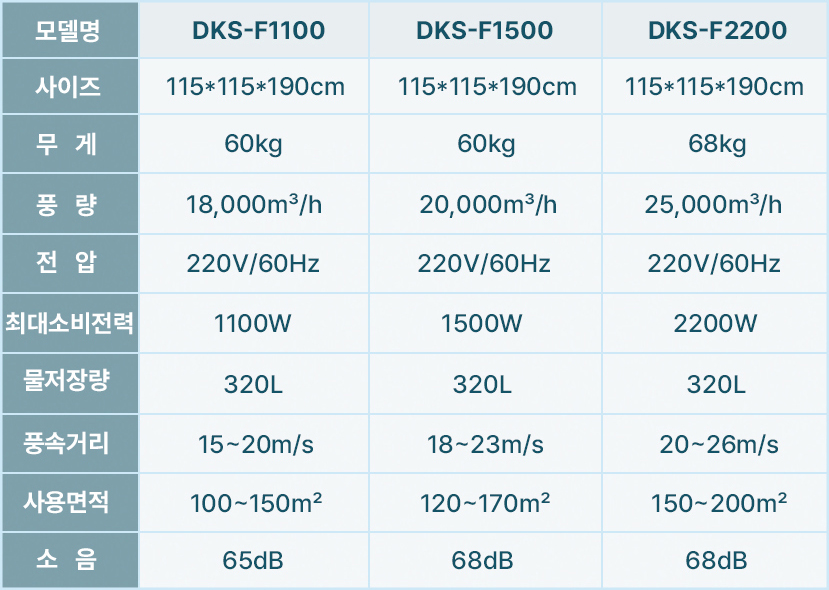 모델명 DKS-F1100 DKS-F1500 DKS-F2200
사이즈 115*115*190cm 115*115*190cm 115*115*190cm
무 게 60kg 60kg 68kg
풍 량 18,000m³/h 20,000m³/h 25,000m³/h
전 압 220V/60Hz 220V/60Hz 220V/60Hz
최대소비전력 1100W 1500W 2200W
물저장량 320L 320L 320L
풍속거리 15~20m/s 18~23m/s 20~26m/s
사용면적 100~150m² 120~170m² 150~200m²
소 음 65dB 68dB 68dB